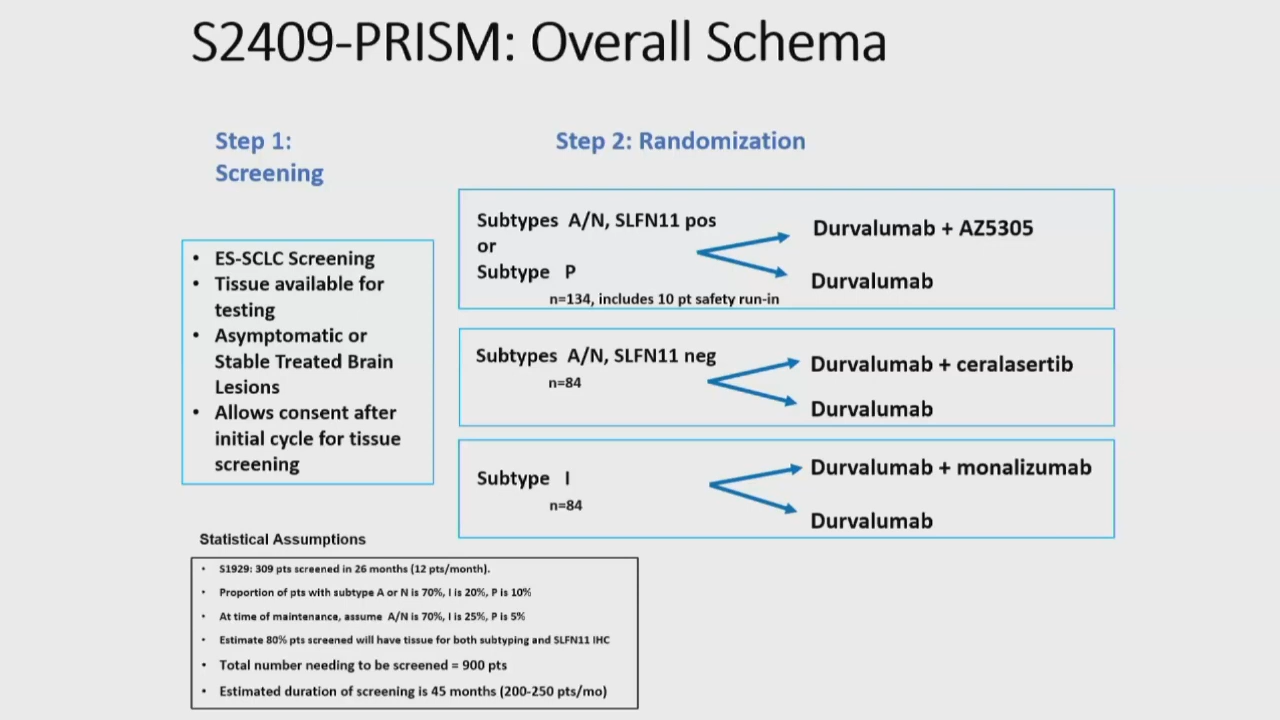 S2409-PRISM: Overall Schema
Step 1:
Screening
• ES-SCLC Screening
• Tissue available for
testing
• Asymptomatic or
Stable Treated Brain
Lesions
• Allows consent after
initial cycle for tissue
screening
Step 2: Randomization
Subtypes A/N, SLFN11 pos
or
Subtype P
n=134, includes 10 pt safety run-in
Durvalumab + AZ5305
Durvalumab
Subtypes A/N, SLFN11 neg
n=84
Durvalumab + ceralasertib
Durvalumab
Subtype I
n=84
Durvalumab + monalizumab
Durvalumab
Statistical Assumptions
• S1929: 309 pts screened in 26 months (12 pts/month).
• Proportion of pts with subtype A or N is 70%, I is 20%, P is 10%
• At time of maintenance, assume A/N is 70%, I is 25%, P is 5%
• Estimate 80% pts screened will have tissue for both subtyping and SLFN11 IHC
• Total number needing to be screened = 900 pts
• Estimated duration of screening is 45 months (200-250 pts/mo)